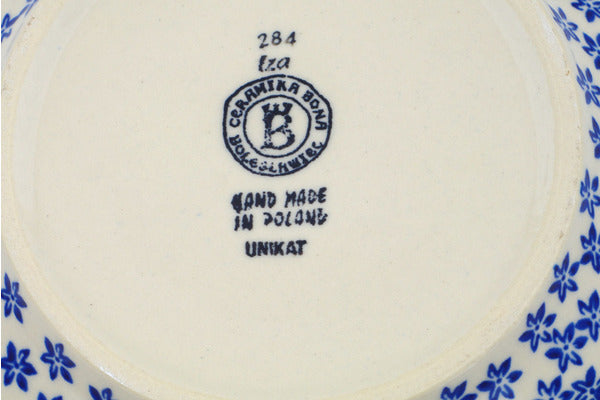 284
Iza
CERAMIKA BONA
B
BOLESŁAWIEC
HAND MADE
IN POLAND
UNIKAT